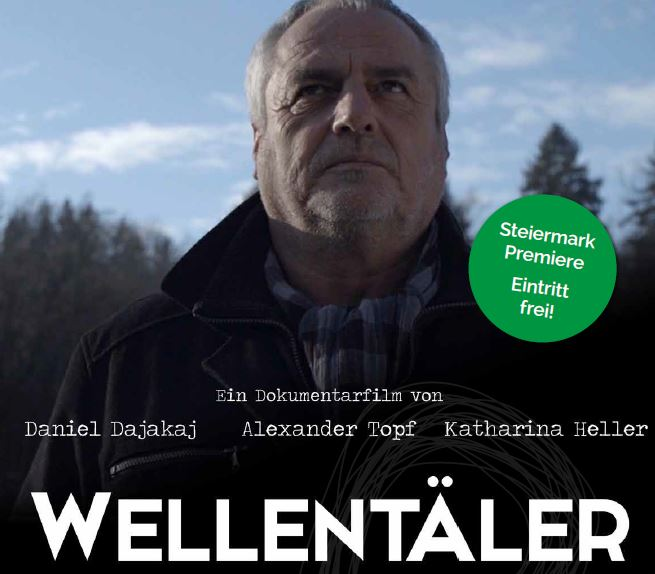 Steiermark
Premiere
Eintritt
frei!
Ein Dokumentarfilm von
Daniel Dajakaj Alexander Topf Katharina Heller
WELLENTÄLER